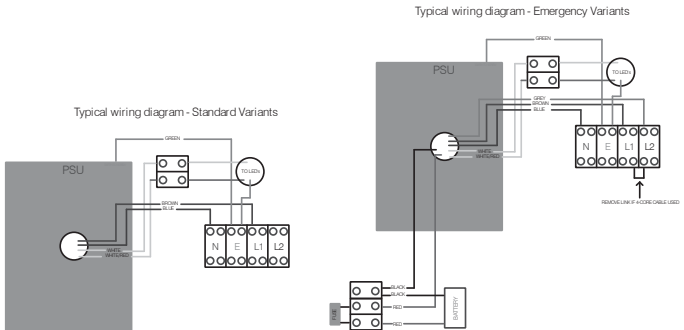 Typical wiring diagram - Emergency Variants
GREEN
PSU
TO LEDs
GREY
BROWN
BLUE
WHITE
WHITE/RED
N E L1 L2
REMOVE LINK IF 4-CORE CABLE USED
BLACK
BLACK
RED
RED
FUSE
BATTERY
Typical wiring diagram - Standard Variants
GREEN
PSU
TO LEDs
BROWN
BLUE
WHITE
WHITE/RED
N E L1 L2